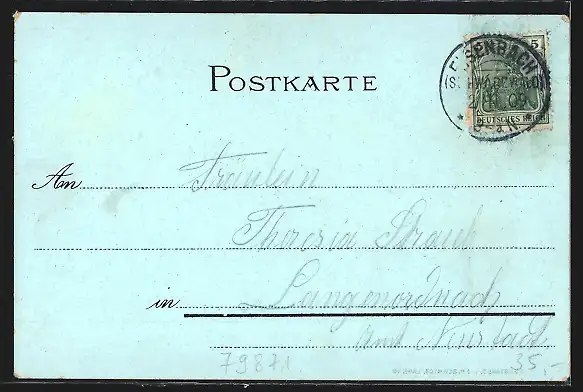 5
EISENBACH
(SCHWARZWALD)
DEUTSCHES REICH
POSTKARTE
An Fräulein
Theresia Straub
in Langenordnach
Amt Neustadt
79871
35,-